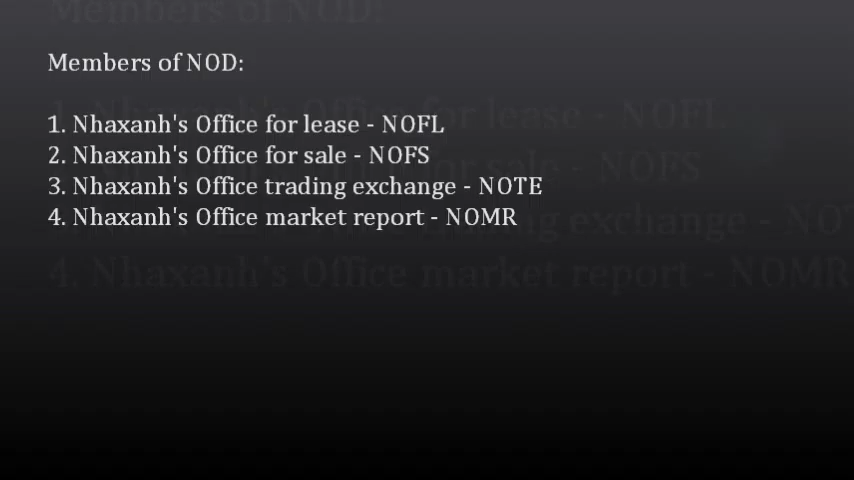 Members of NOD:
1. Nhaxanh's Office for lease - NOFL
2. Nhaxanh's Office for sale - NOFS
3. Nhaxanh's Office trading exchange - NOTE
4. Nhaxanh's Office market report - NOMR